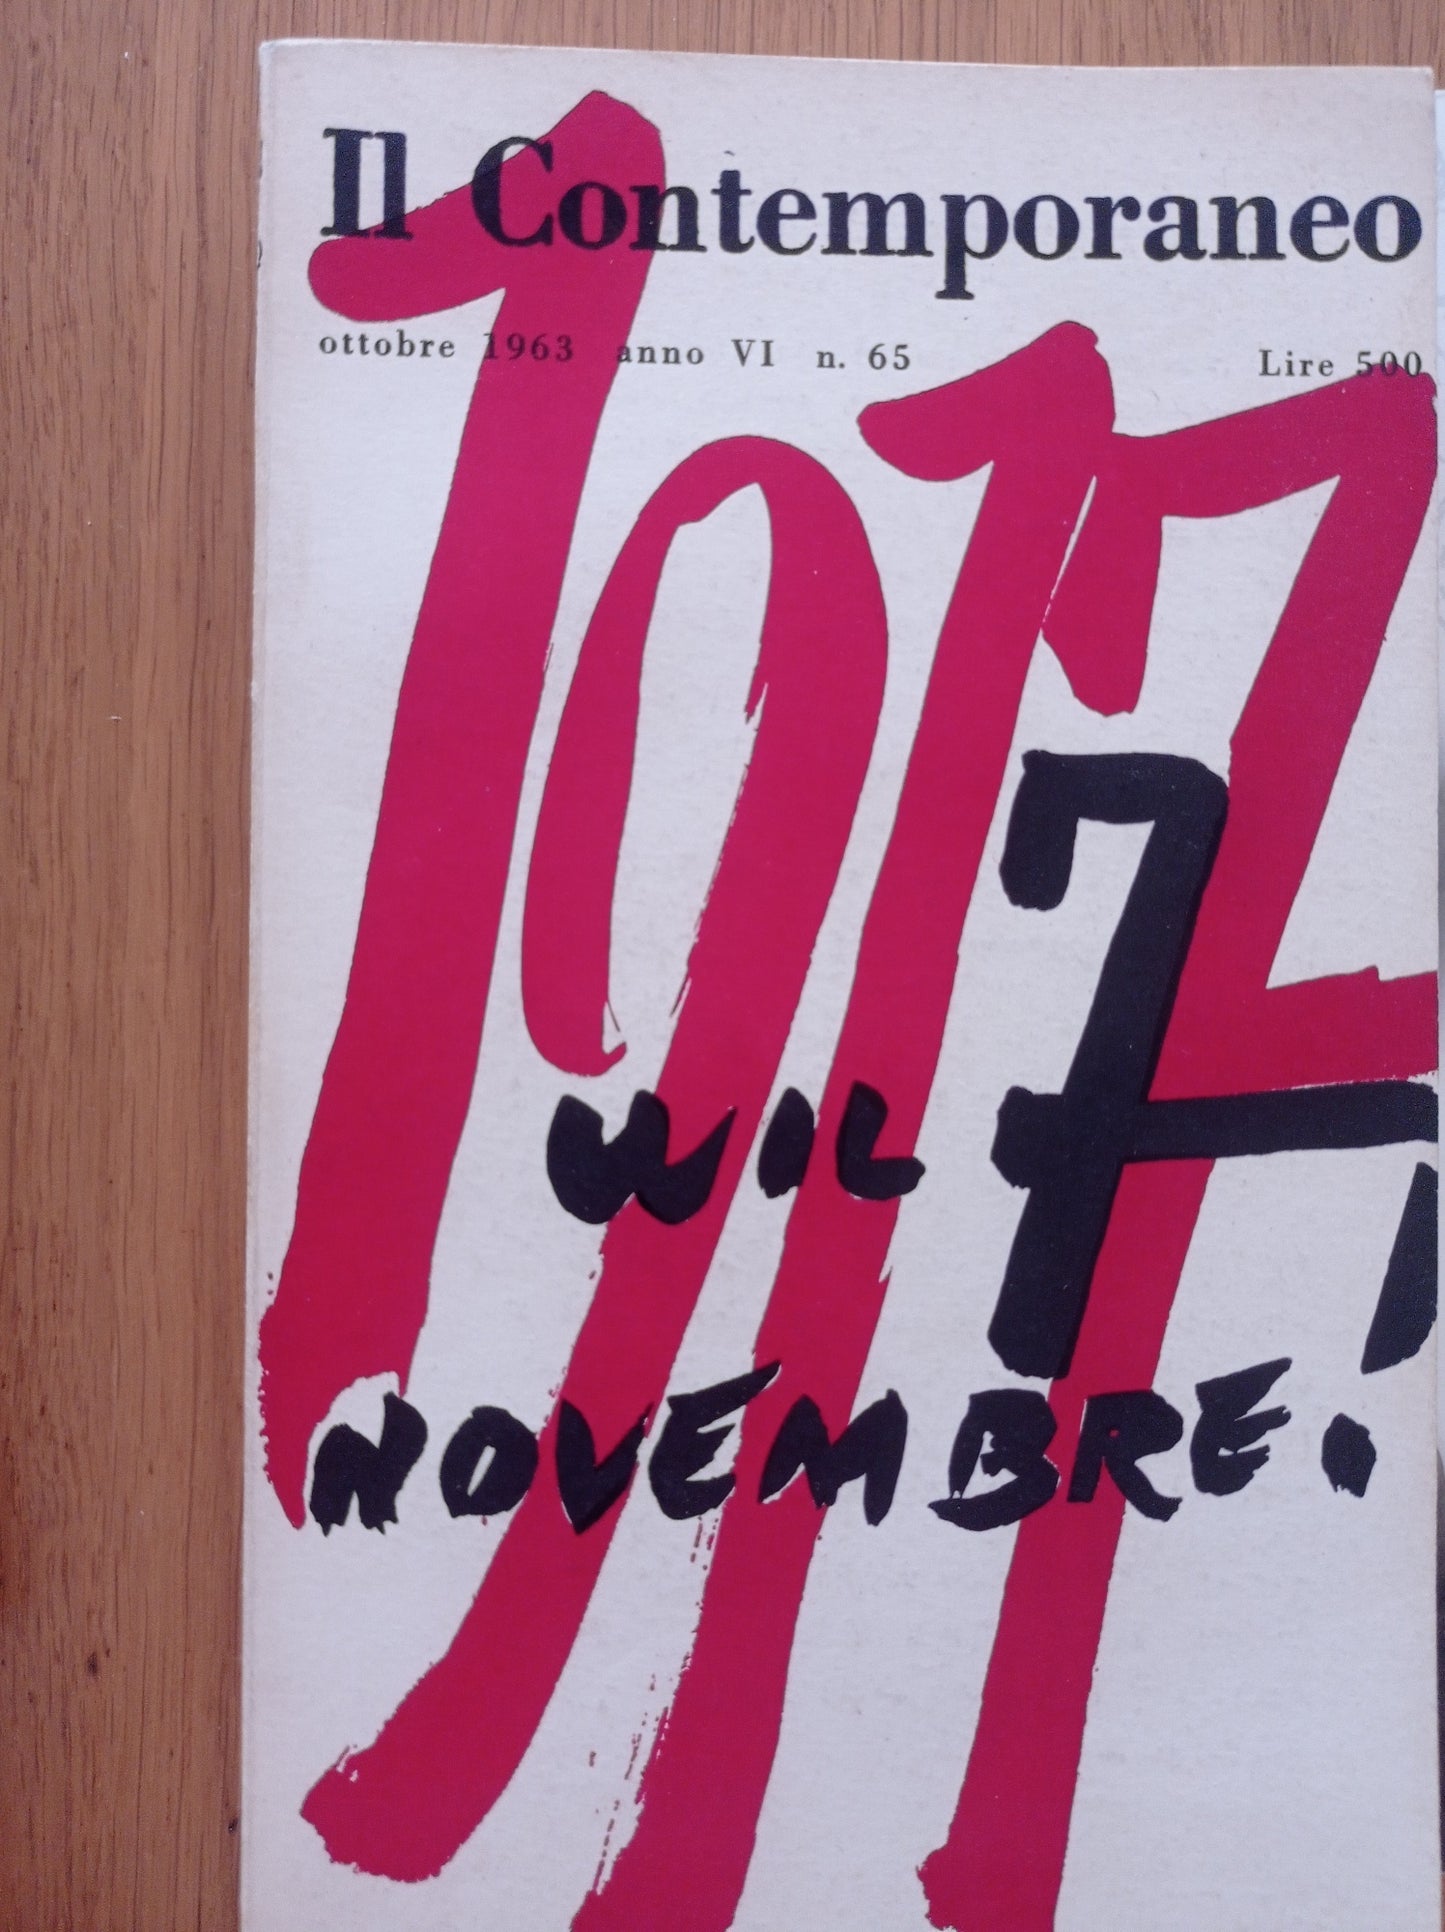 Il Contemporaneo
ottobre 1963 anno VI n. 65 Lire 500
1917
W IL 7
NOVEMBRE!